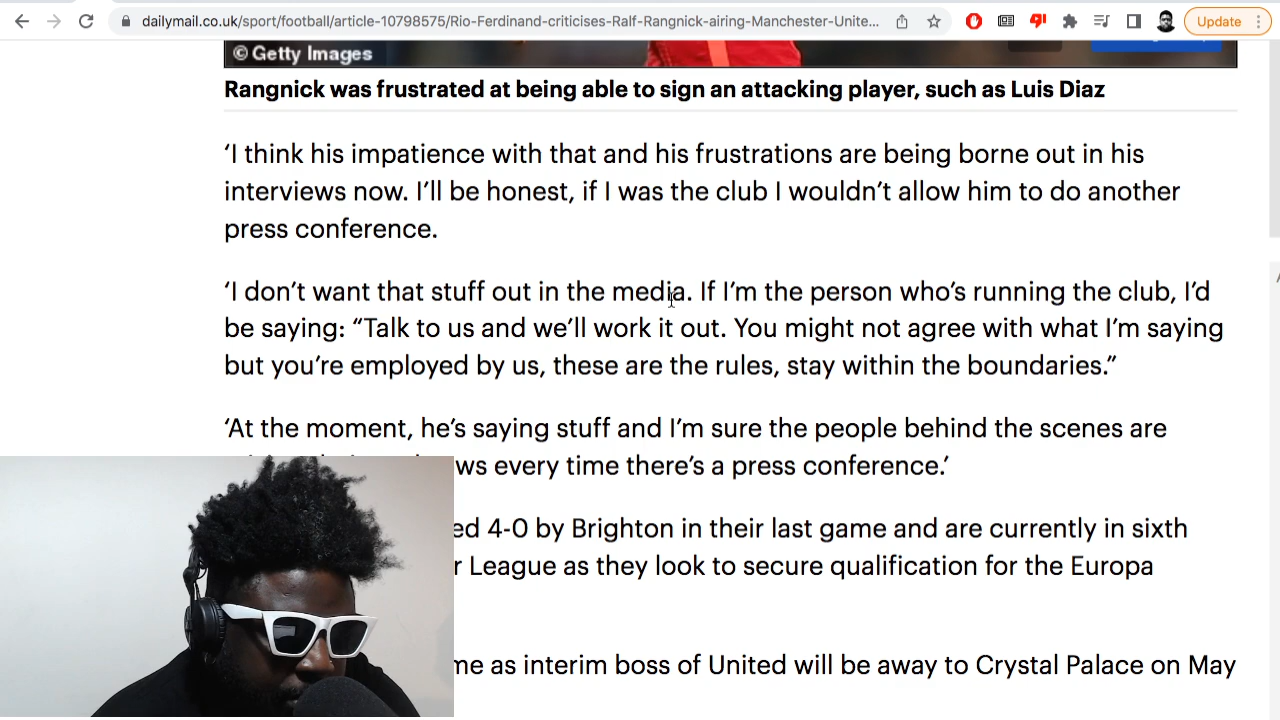 dailymail.co.uk/sport/football/article-10798575/Rio-Ferdinand-criticises-Ralf-Rangnick-airing-Manchester-Unite...
Update
© Getty Images
Rangnick was frustrated at being able to sign an attacking player, such as Luis Diaz
‘I think his impatience with that and his frustrations are being borne out in his
interviews now. I’ll be honest, if I was the club I wouldn’t allow him to do another
press conference.
‘I don’t want that stuff out in the media. If I’m the person who’s running the club, I’d
be saying: “Talk to us and we’ll work it out. You might not agree with what I’m saying
but you’re employed by us, these are the rules, stay within the boundaries.”
‘At the moment, he’s saying stuff and I’m sure the people behind the scenes are
every time there’s a press conference.’
4-0 by Brighton in their last game and are currently in sixth
League as they look to secure qualification for the Europa
as interim boss of United will be away to Crystal Palace on May